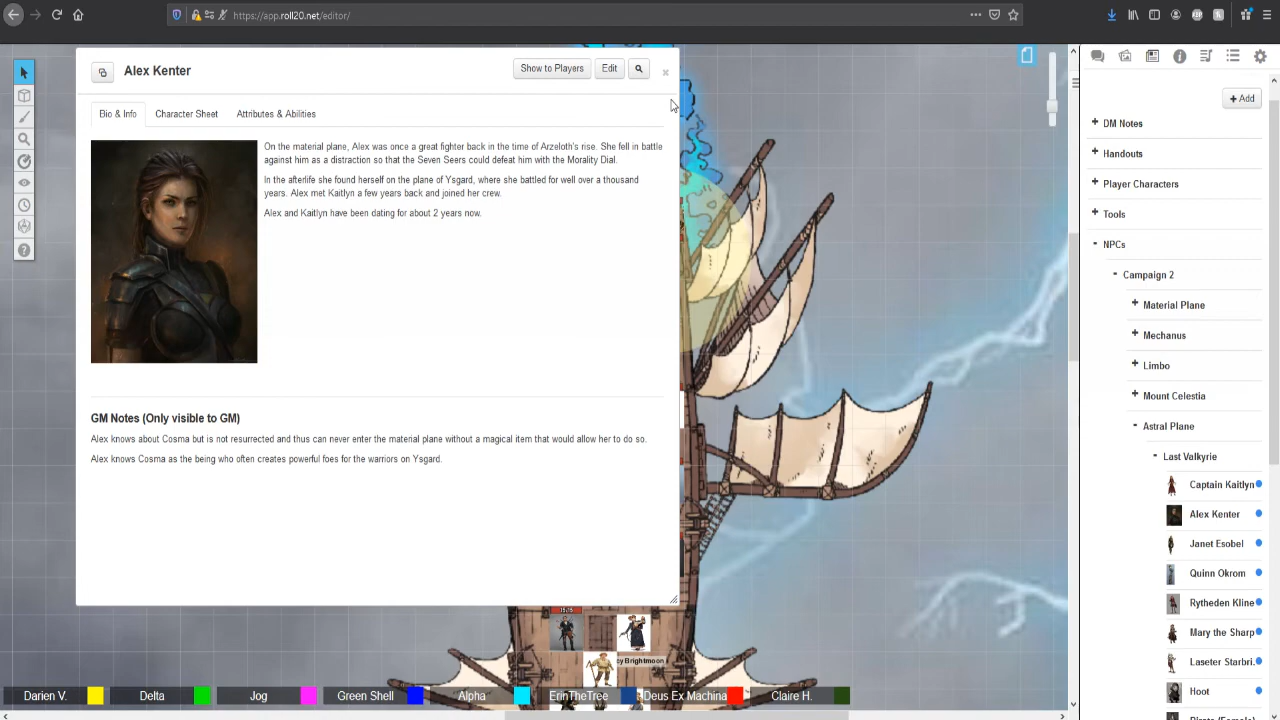 https://app.roll20.net/editor/
Alex Kenter
Show to Players
Edit
Bio & Info
Character Sheet
Attributes & Abilities
On the material plane, Alex was once a great fighter back in the time of Arzeloth's rise. She fell in battle
against him as a distraction so that the Seven Seers could defeat him with the Morality Dial.
In the afterlife she found herself on the plane of Ysgard, where she battled for well over a thousand
years. Alex met Kaitlyn a few years back and joined her crew.
Alex and Kaitlyn have been dating for about 2 years now.
GM Notes (Only visible to GM)
Alex knows about Cosma but is not resurrected and thus can never enter the material plane without a magical item that would allow her to do so.
Alex knows Cosma as the being who often creates powerful foes for the warriors on Ysgard.
+ Add
DM Notes
Handouts
Player Characters
Tools
NPCs
Campaign 2
Material Plane
Mechanus
Limbo
Mount Celestia
Astral Plane
Last Valkyrie
Captain Kaitlyn
Alex Kenter
Janet Esobel
Quinn Okrom
Rytheden Kline
Mary the Sharp
Laseter Starbri.
Hoot
cy Brightmoon
Darien V.
Delta
Jog
Green Shell
Alpha
ErinTheTree
Deus Ex Machina
Claire H.